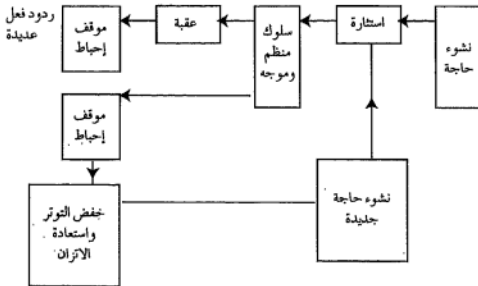 نشوء
حاجة
استثارة
سلوك
منظم
وموجه
عقبة
موقف
إحباط
ردود فعل
عديدة
موقف
إحباط
خفض التوتر
واستعادة
الاتزان
نشوء حاجة
جديدة